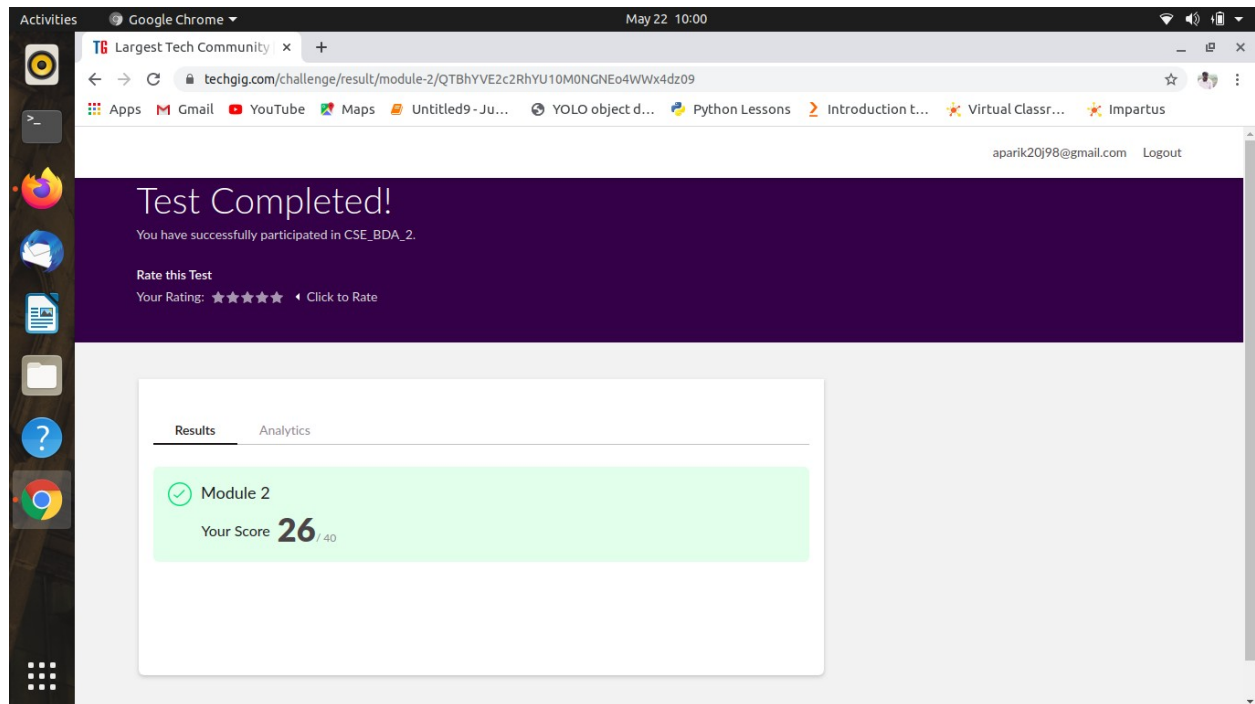 Activities Google Chrome May 22 10:00
TG Largest Tech Community
techgig.com/challenge/result/module-2/QTBhYVE2c2RhYU10M0NGNEo4WWx4dz09
Apps Gmail YouTube Maps Untitled9 - Ju... YOLO object d... Python Lessons Introduction t... Virtual Classr... Impartus
aparik20j98@gmail.com Logout
Test Completed!
You have successfully participated in CSE_BDA_2.
Rate this Test
Your Rating: Click to Rate
Results Analytics
Module 2
Your Score 26 / 40